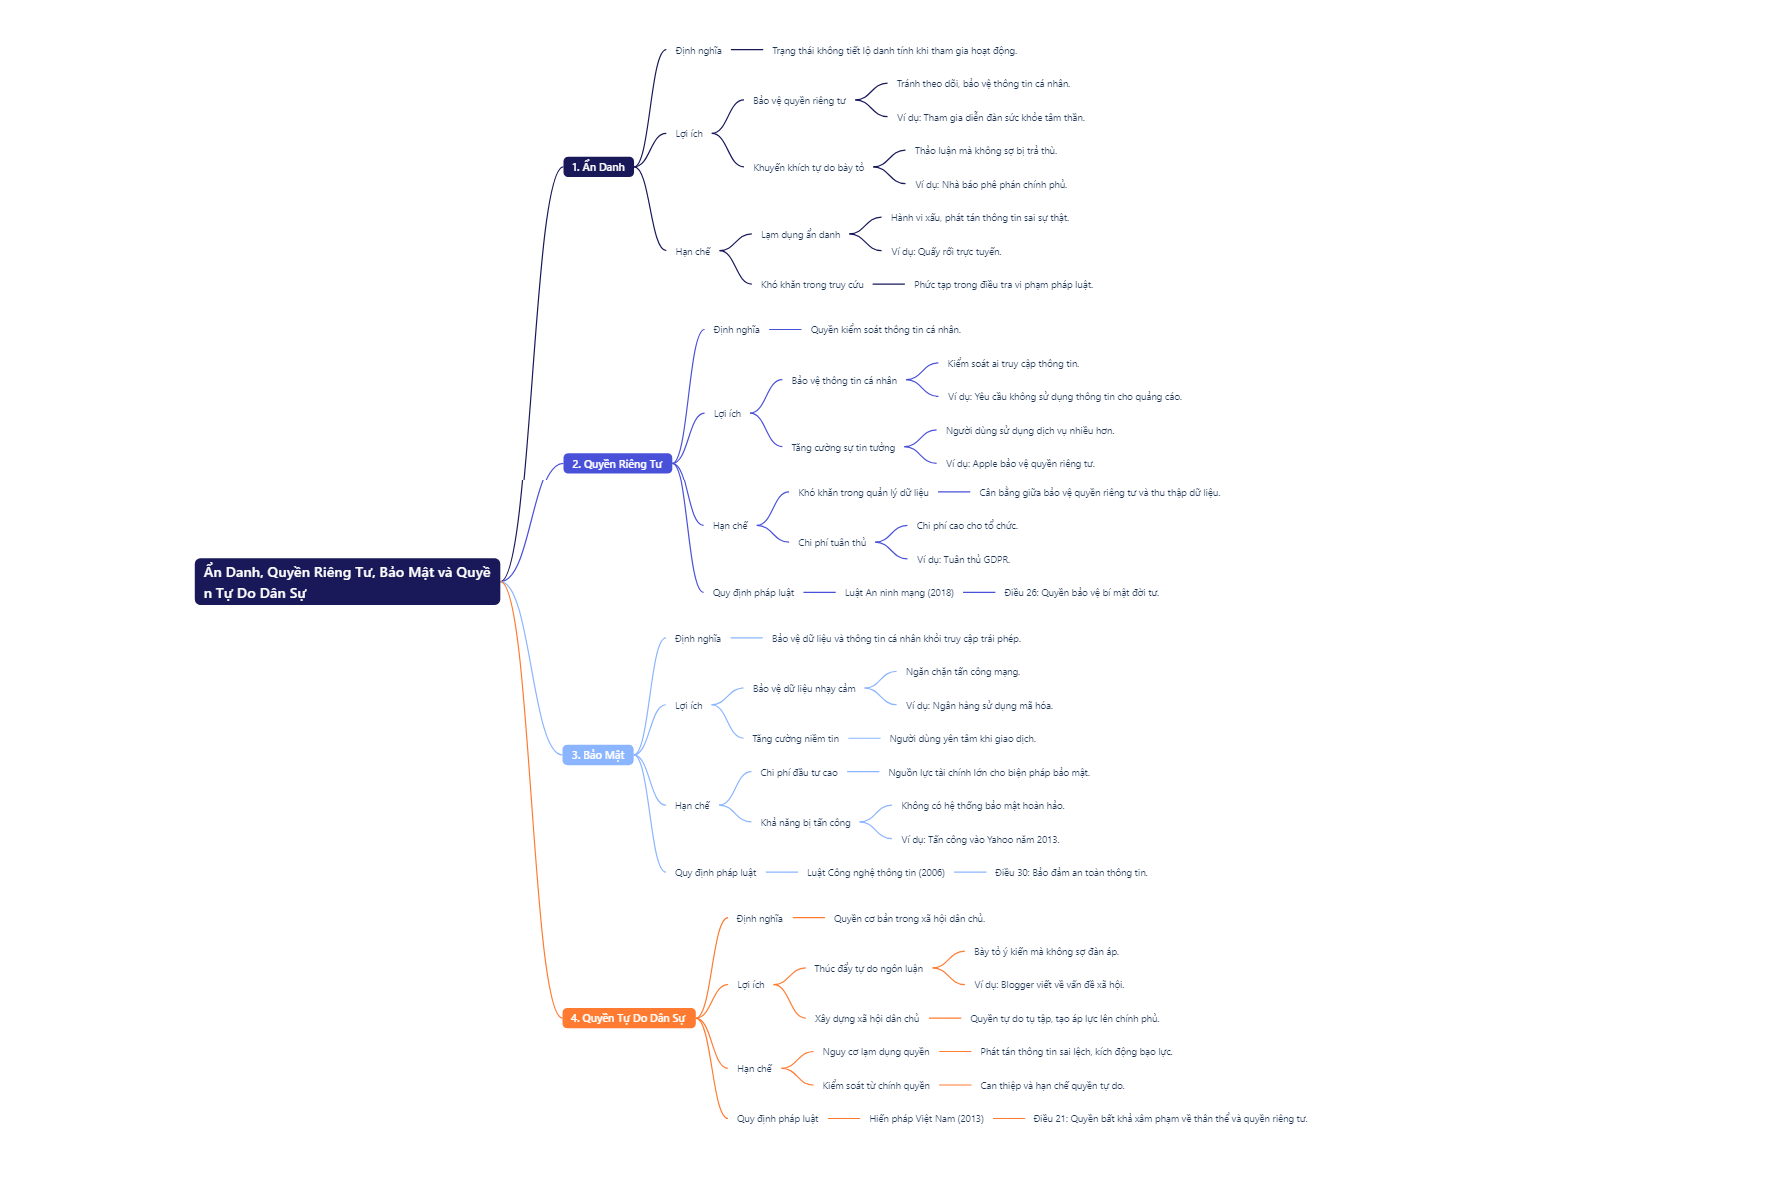 Ẩn Danh, Quyền Riêng Tư, Bảo Mật và Quyề
n Tự Do Dân Sự
1. Ẩn Danh
Định nghĩa
Trạng thái không tiết lộ danh tính khi tham gia hoạt động.
Lợi ích
Bảo vệ quyền riêng tư
Tránh theo dõi, bảo vệ thông tin cá nhân.
Ví dụ: Tham gia diễn đàn sức khỏe tâm thần.
Khuyến khích tự do bày tỏ
Thảo luận mà không sợ bị trả thù.
Ví dụ: Nhà báo phê phán chính phủ.
Hạn chế
Lạm dụng ẩn danh
Hành vi xấu, phát tán thông tin sai sự thật.
Ví dụ: Quấy rối trực tuyến.
Khó khăn trong truy cứu
Phức tạp trong điều tra vi phạm pháp luật.
2. Quyền Riêng Tư
Định nghĩa
Quyền kiểm soát thông tin cá nhân.
Lợi ích
Bảo vệ thông tin cá nhân
Kiểm soát ai truy cập thông tin.
Ví dụ: Yêu cầu không sử dụng thông tin cho quảng cáo.
Tăng cường sự tin tưởng
Người dùng sử dụng dịch vụ nhiều hơn.
Ví dụ: Apple bảo vệ quyền riêng tư.
Hạn chế
Khó khăn trong quản lý dữ liệu
Cân bằng giữa bảo vệ quyền riêng tư và thu thập dữ liệu.
Chi phí tuân thủ
Chi phí cao cho tổ chức.
Ví dụ: Tuân thủ GDPR.
Quy định pháp luật
Luật An ninh mạng (2018)
Điều 26: Quyền bảo vệ bí mật đời tư.
3. Bảo Mật
Định nghĩa
Bảo vệ dữ liệu và thông tin cá nhân khỏi truy cập trái phép.
Lợi ích
Bảo vệ dữ liệu nhạy cảm
Ngăn chặn tấn công mạng.
Ví dụ: Ngân hàng sử dụng mã hóa.
Tăng cường niềm tin
Người dùng yên tâm khi giao dịch.
Hạn chế
Chi phí đầu tư cao
Nguồn lực tài chính lớn cho biện pháp bảo mật.
Khả năng bị tấn công
Không có hệ thống bảo mật hoàn hảo.
Ví dụ: Tấn công vào Yahoo năm 2013.
Quy định pháp luật
Luật Công nghệ thông tin (2006)
Điều 30: Bảo đảm an toàn thông tin.
4. Quyền Tự Do Dân Sự
Định nghĩa
Quyền cơ bản trong xã hội dân chủ.
Lợi ích
Thúc đẩy tự do ngôn luận
Bày tỏ ý kiến mà không sợ đàn áp.
Ví dụ: Blogger viết về vấn đề xã hội.
Xây dựng xã hội dân chủ
Quyền tự do tụ tập, tạo áp lực lên chính phủ.
Hạn chế
Nguy cơ lạm dụng quyền
Phát tán thông tin sai lệch, kích động bạo lực.
Kiểm soát từ chính quyền
Can thiệp và hạn chế quyền tự do.
Quy định pháp luật
Hiến pháp Việt Nam (2013)
Điều 21: Quyền bất khả xâm phạm về thân thể và quyền riêng tư.